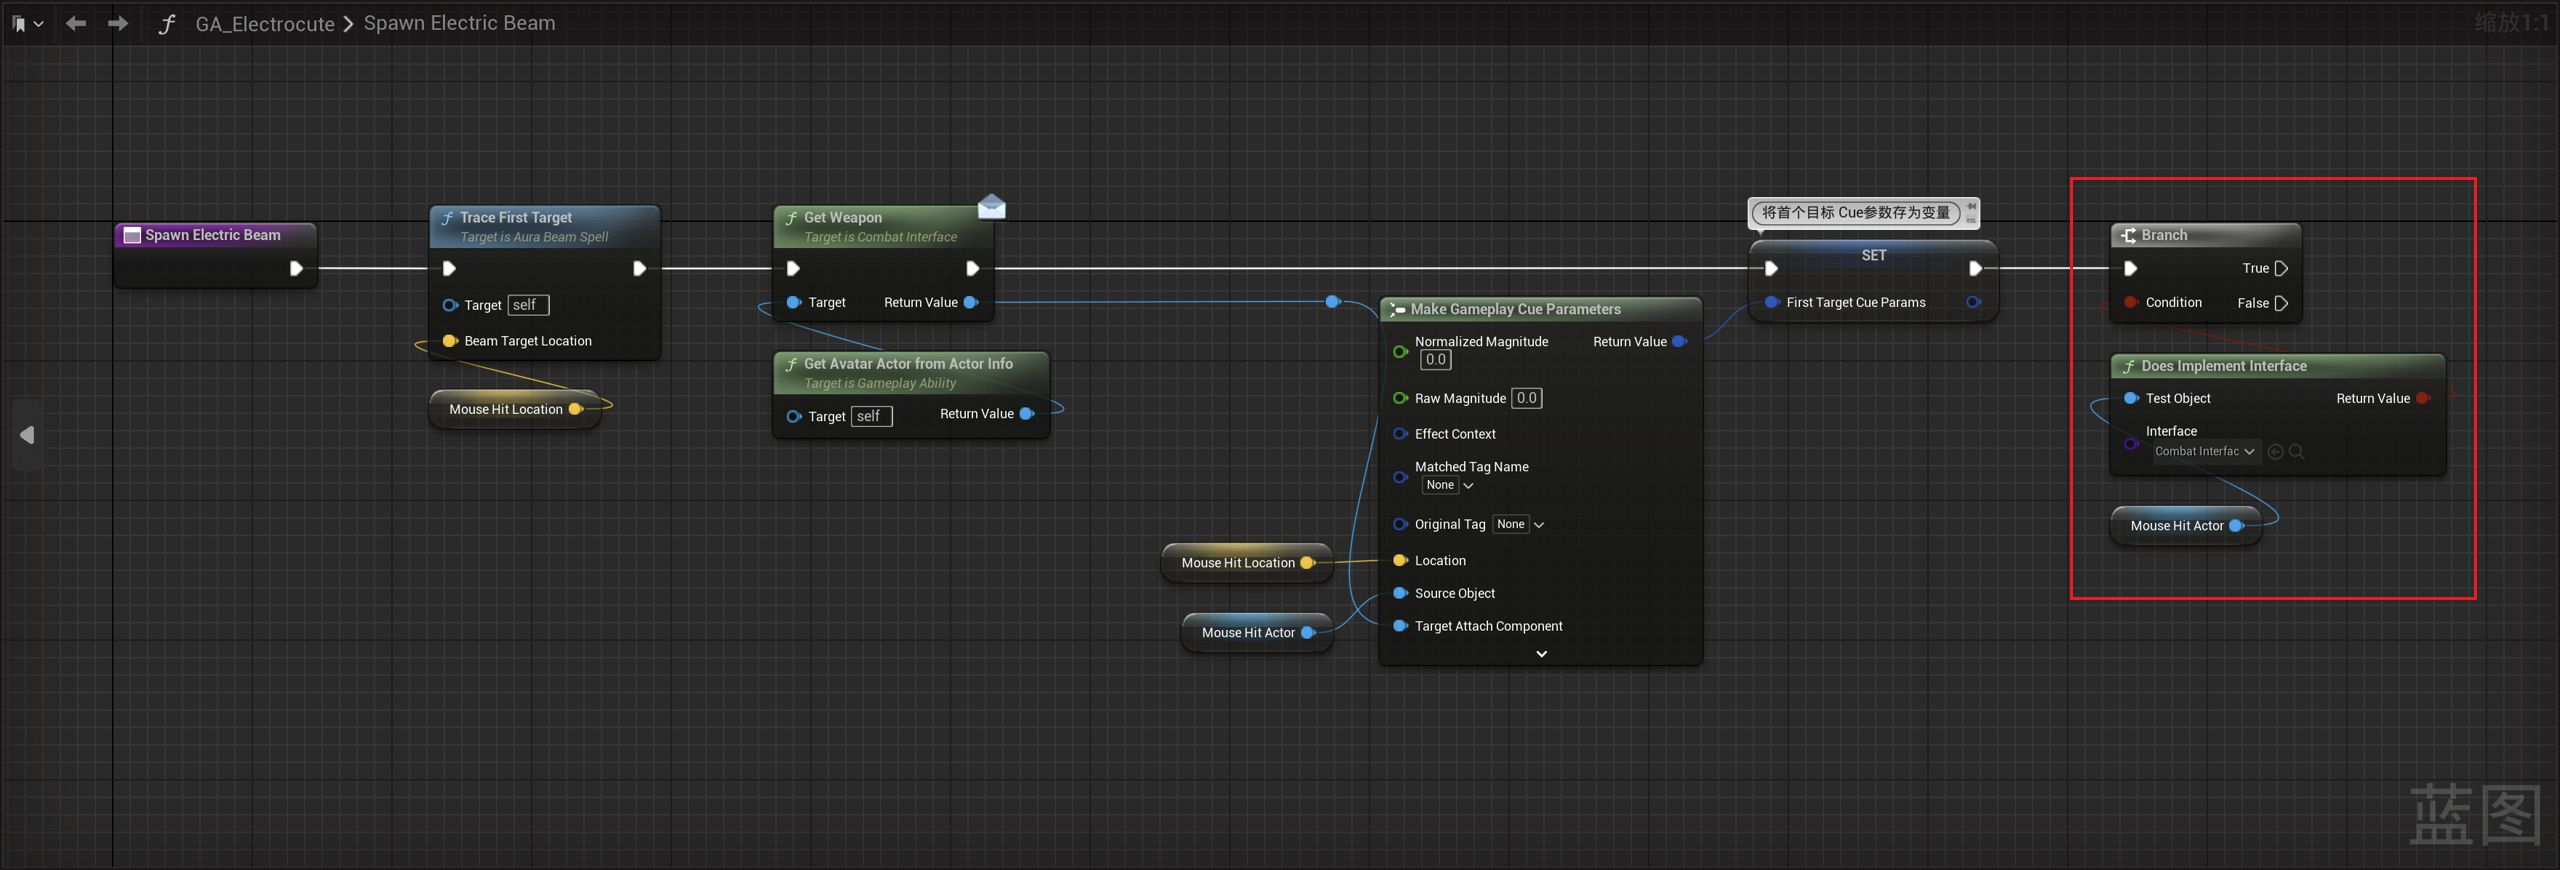 GA_Electrocute > Spawn Electric Beam
缩放1:1
Spawn Electric Beam
Trace First Target
Target is Aura Beam Spell
Target self
Beam Target Location
Mouse Hit Location
Get Weapon
Target is Combat Interface
Target Return Value
Get Avatar Actor from Actor Info
Target is Gameplay Ability
Target self Return Value
Make Gameplay Cue Parameters
Normalized Magnitude Return Value
0.0
Raw Magnitude 0.0
Effect Context
Matched Tag Name
None
Original Tag None
Location
Source Object
Target Attach Component
Mouse Hit Location
Mouse Hit Actor
将首个目标 Cue参数存为变量
SET
First Target Cue Params
Branch
True
Condition False
Does Implement Interface
Test Object Return Value
Interface
Combat Interfac
Mouse Hit Actor
蓝图